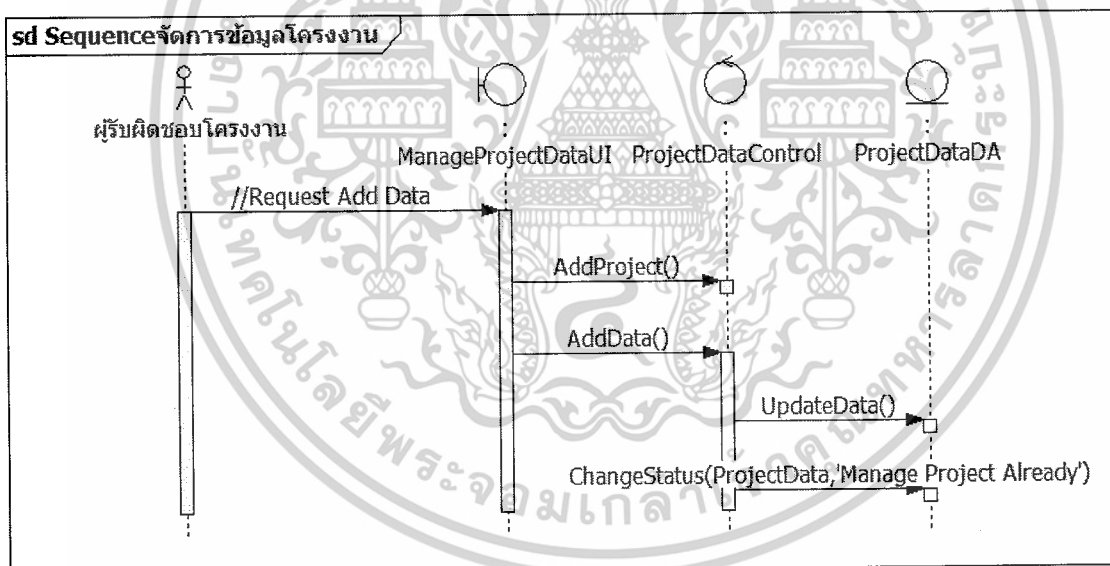 sd Sequenceจัดการข้อมูลโครงงาน
ผู้รับผิดชอบโครงงาน
:
ManageProjectDataUI
:
ProjectDataControl
:
ProjectDataDA
//Request Add Data
AddProject()
AddData()
UpdateData()
ChangeStatus(ProjectData,'Manage Project Already')